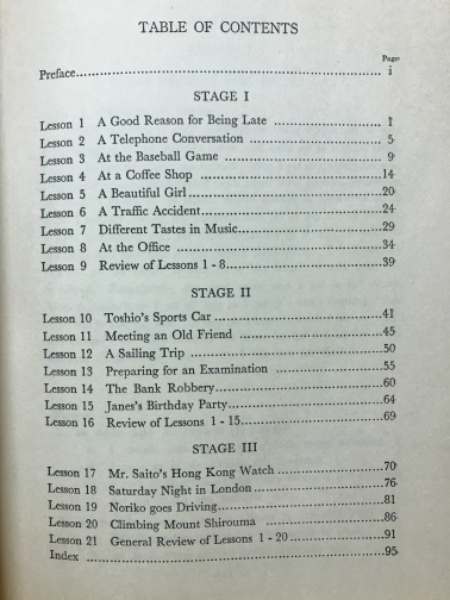 TABLE OF CONTENTS
Page
Preface.......... i
STAGE I
Lesson 1 A Good Reason for Being Late .......... 1
Lesson 2 A Telephone Conversation .......... 5
Lesson 3 At the Baseball Game .......... 9
Lesson 4 At a Coffee Shop .......... 14
Lesson 5 A Beautiful Girl.......... 20
Lesson 6 A Traffic Accident.......... 24
Lesson 7 Different Tastes in Music.......... 29
Lesson 8 At the Office .......... 34
Lesson 9 Review of Lessons 1 - 8.......... 39
STAGE II
Lesson 10 Toshio's Sports Car .......... 41
Lesson 11 Meeting an Old Friend .......... 45
Lesson 12 A Sailing Trip .......... 50
Lesson 13 Preparing for an Examination .......... 55
Lesson 14 The Bank Robbery.......... 60
Lesson 15 Janes's Birthday Party.......... 64
Lesson 16 Review of Lessons 1 - 15.......... 69
STAGE III
Lesson 17 Mr. Saito's Hong Kong Watch .......... 70
Lesson 18 Saturday Night in London.......... 76
Lesson 19 Noriko goes Driving.......... 81
Lesson 20 Climbing Mount Shirouma .......... 86
Lesson 21 General Review of Lessons 1 - 20.......... 91
Index .......... 95